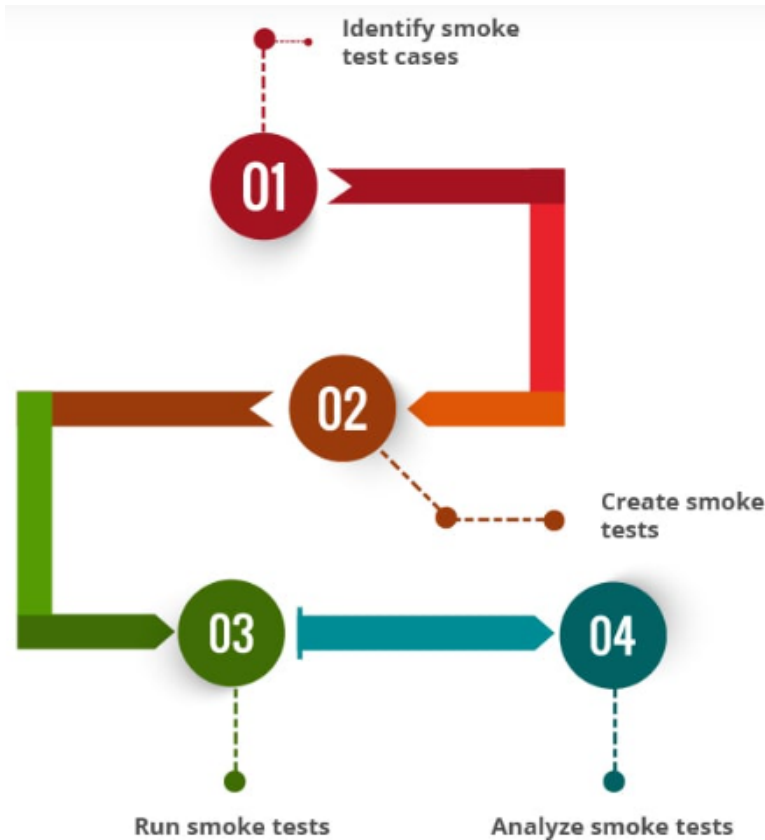 Identify smoke
test cases
01
02
Create smoke
tests
03
04
Run smoke tests
Analyze smoke tests